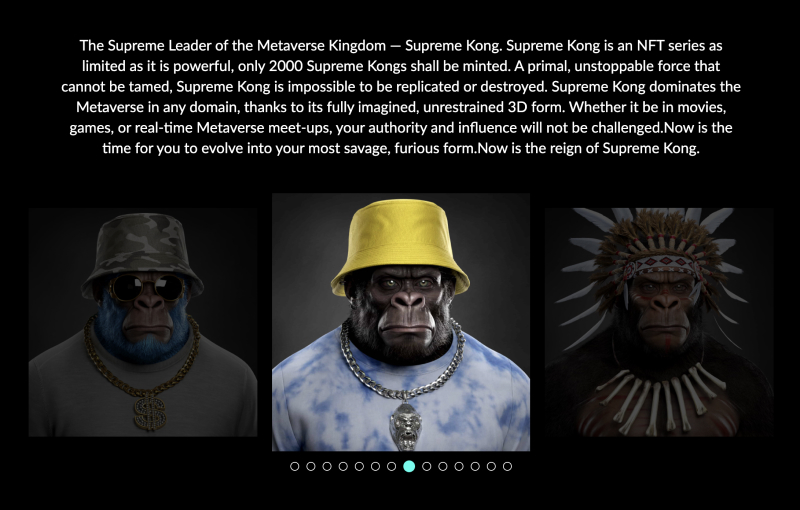 The Supreme Leader of the Metaverse Kingdom — Supreme Kong. Supreme Kong is an NFT series as
limited as it is powerful, only 2000 Supreme Kongs shall be minted. A primal, unstoppable force that
cannot be tamed, Supreme Kong is impossible to be replicated or destroyed. Supreme Kong dominates the
Metaverse in any domain, thanks to its fully imagined, unrestrained 3D form. Whether it be in movies,
games, or real-time Metaverse meet-ups, your authority and influence will not be challenged.Now is the
time for you to evolve into your most savage, furious form.Now is the reign of Supreme Kong.